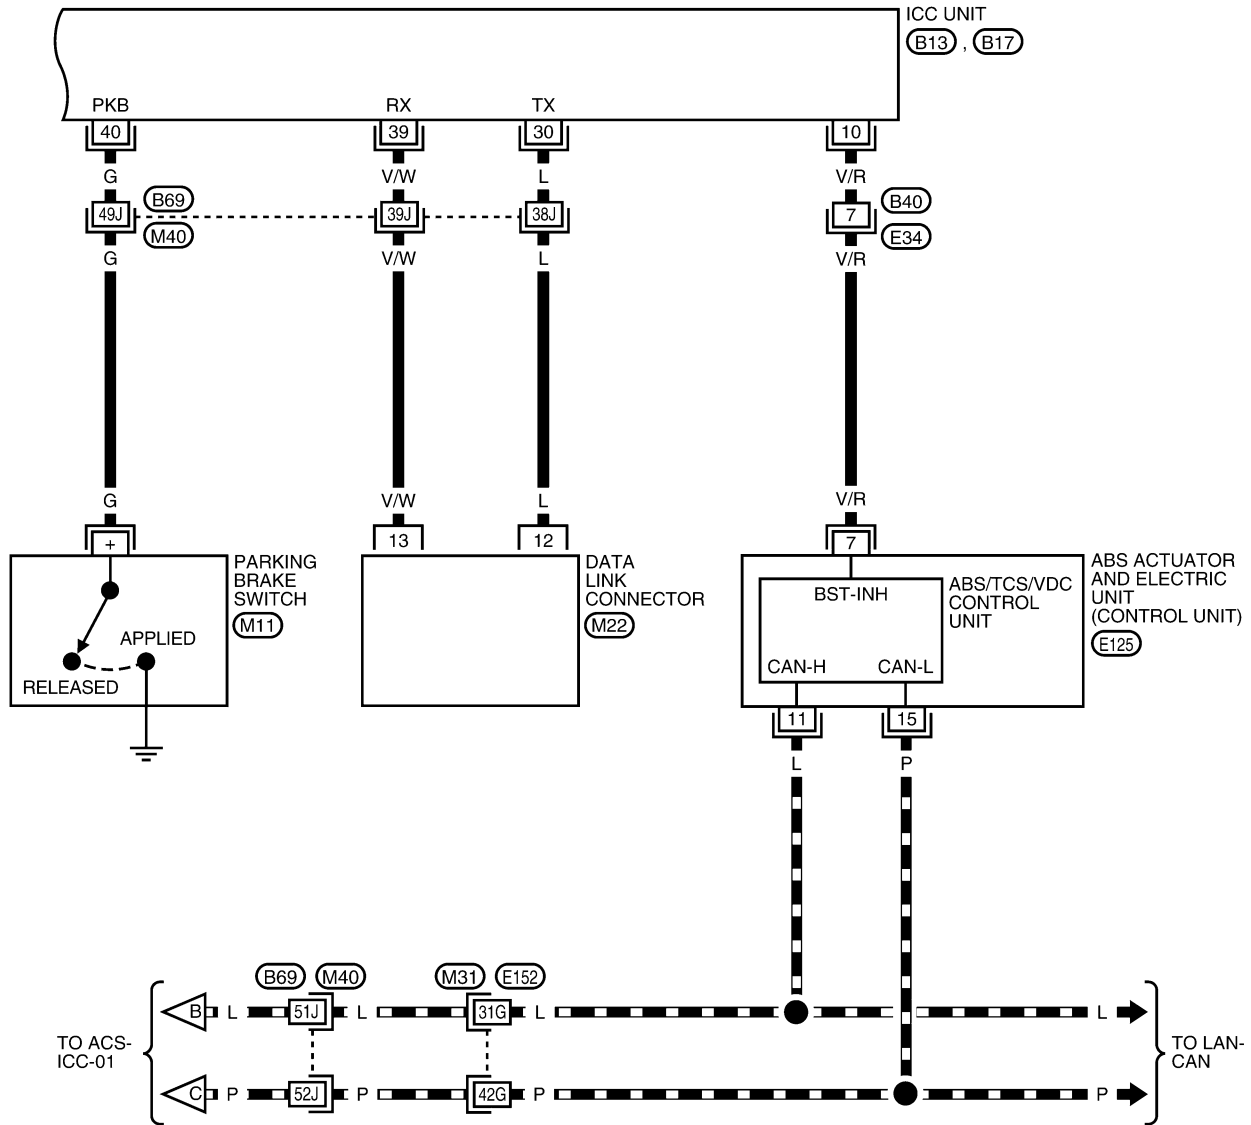 ICC UNIT
B13 , B17
PKB RX TX
40 39 30 10
G V/W L V/R
49J B69 39J 38J 7 B40
M40 E34
G V/W L V/R
G V/W L V/R
+ 13 12 7
PARKING
BRAKE
SWITCH
M11
APPLIED
RELEASED
DATA
LINK
CONNECTOR
M22
BST-INH
ABS/TCS/VDC
CONTROL
UNIT
CAN-H CAN-L
ABS ACTUATOR
AND ELECTRIC
UNIT
(CONTROL UNIT)
E125
11 15
L P
B69 M40 M31 E152
B L 51J L 31G L L
TO ACS-
ICC-01
TO LAN-
CAN
C P 52J P 42G P P